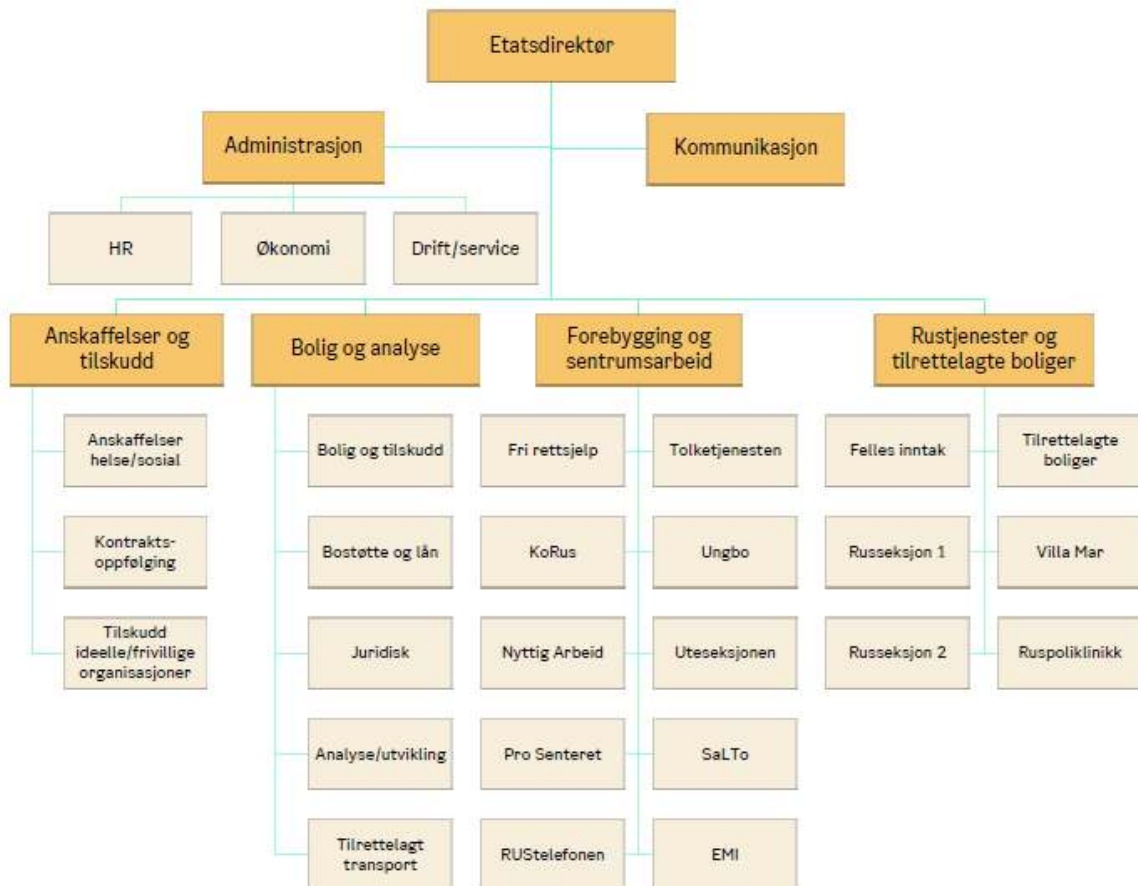 Etatsdirektør
Administrasjon
Kommunikasjon
HR
Økonomi
Drift/service
Anskaffelser og
tilskudd
Bolig og analyse
Forebygging og
sentrumsarbeid
Rustjenester og
tilrettelagte boliger
Anskaffelser
helse/sosial
Kontrakts-
oppfølging
Tilskudd
ideelle/frivillige
organisasjoner
Bolig og tilskudd
Bostøtte og lån
Juridisk
Analyse/utvikling
Tilrettelagt
transport
Fri rettsjelp
Tolketjenesten
KoRus
Ungbo
Nyttig Arbeid
Uteseksjonen
Pro Senteret
SaLTo
RUStelefonen
EMI
Felles inntak
Tilrettelagte
boliger
Russeksjon 1
Villa Mar
Russeksjon 2
Ruspoliklinikk